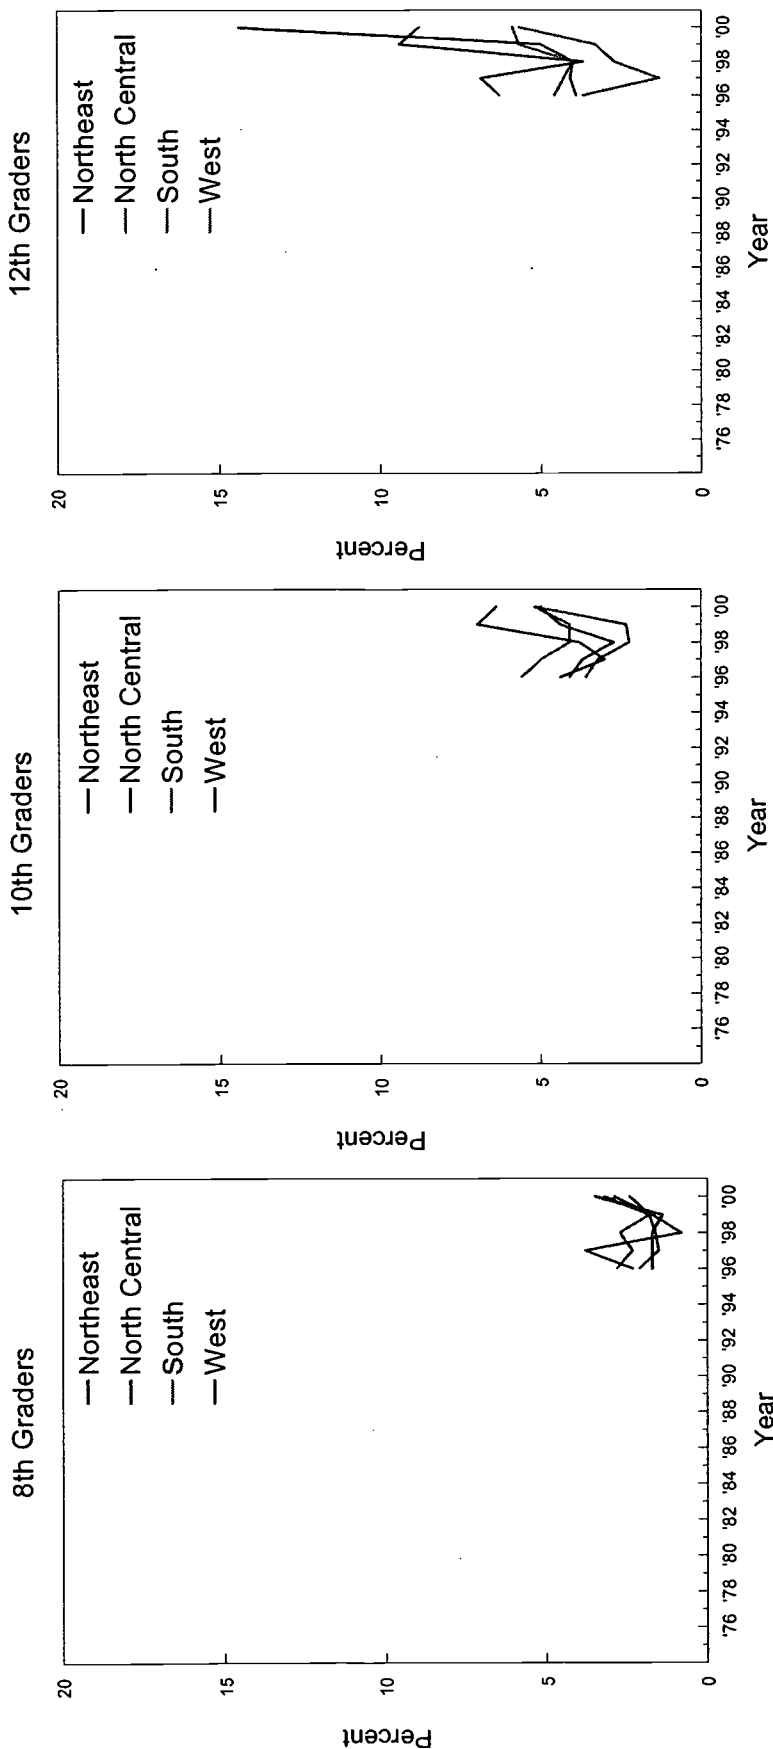 8th Graders
Northeast
North Central
South
West
Percent
20
15
10
5
0
'76 '78 '80 '82 '84 '86 '88 '90 '92 '94 '96 '98 '00
Year
10th Graders
Northeast
North Central
South
West
Percent
20
15
10
5
0
'76 '78 '80 '82 '84 '86 '88 '90 '92 '94 '96 '98 '00
Year
12th Graders
Northeast
North Central
South
West
Percent
20
15
10
5
0
'76 '78 '80 '82 '84 '86 '88 '90 '92 '94 '96 '98 '00
Year